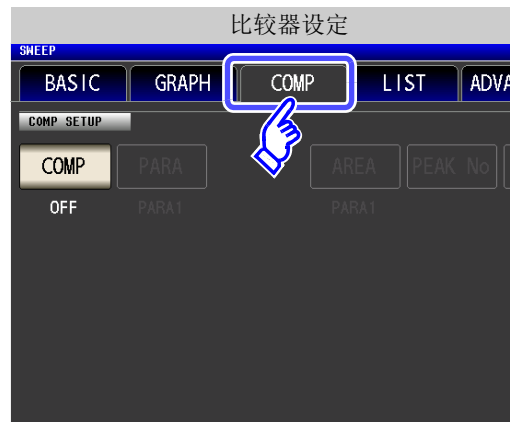 比较器设定
SWEEP
BASIC GRAPH COMP LIST ADVA
COMP SETUP
COMP PARA AREA PEAK No
OFF PARA1 PARA1